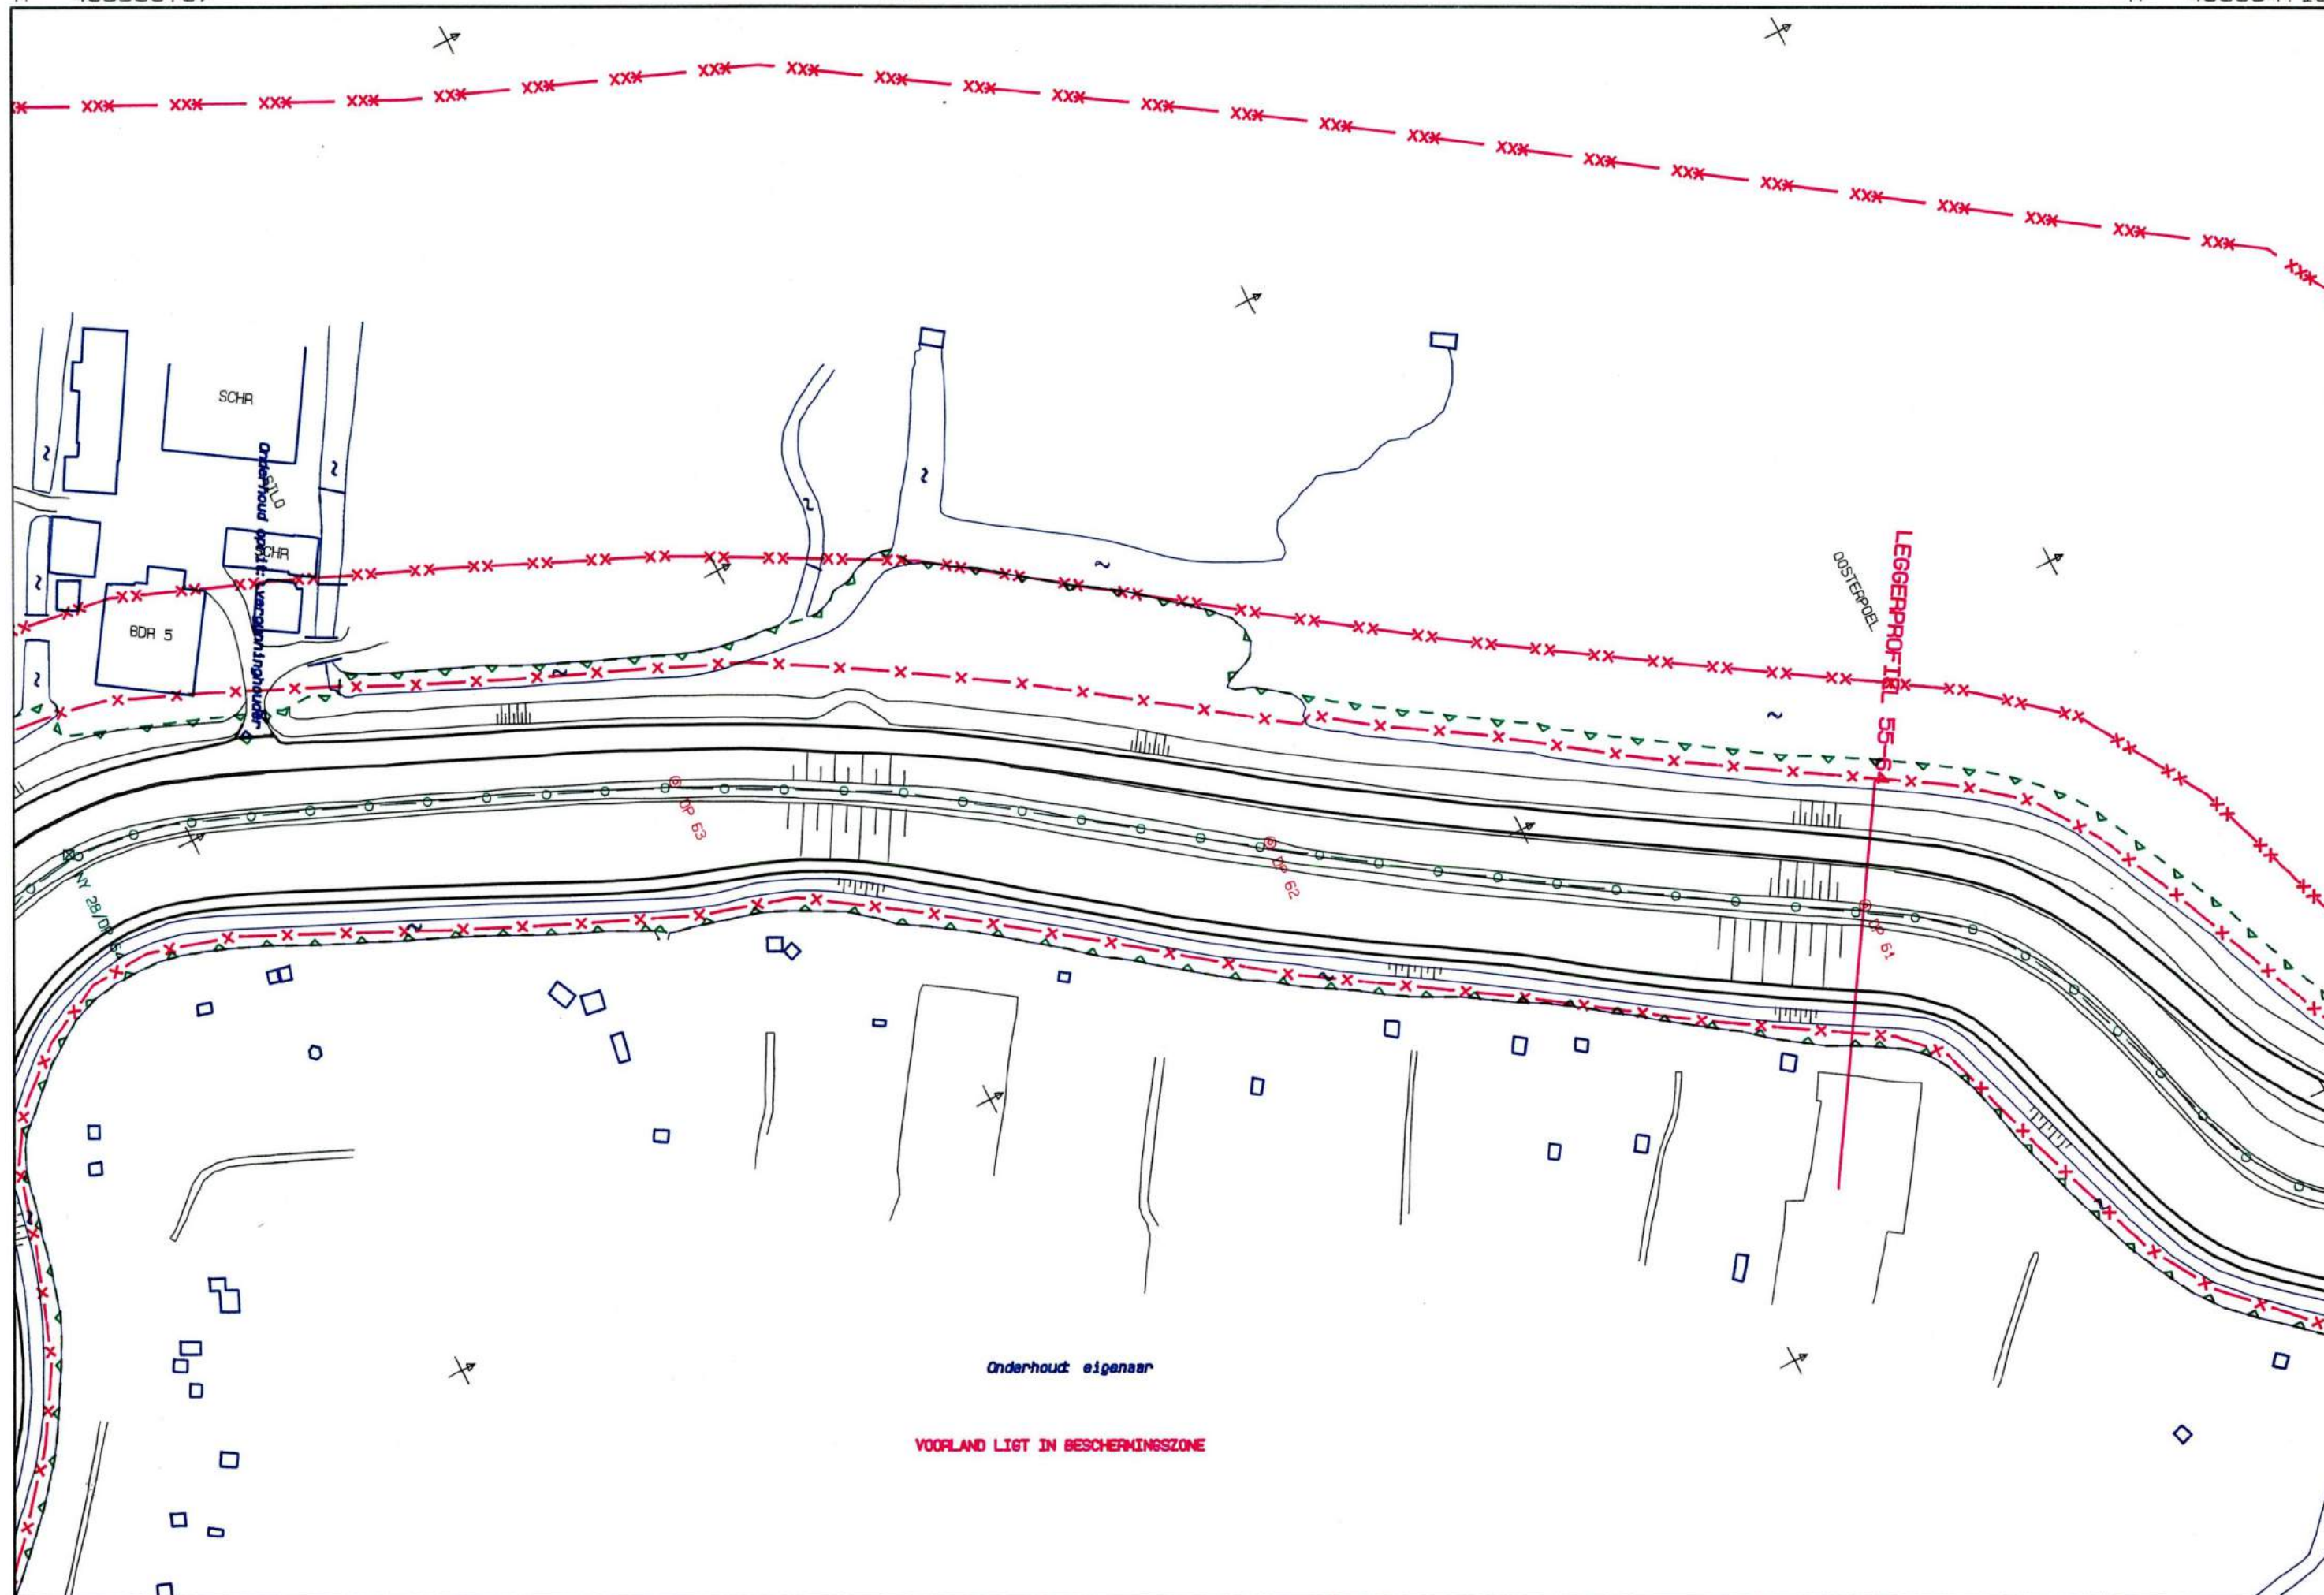 SCHR
Onderhoud oprit: vergunninghouder
SCHR
BDR 5
OOSTERPOEL
LEGGERPROFIEL 55-64
DP 63
DP 62
DP 61
Onderhoud: eigenaar
VOORLAND LIGT IN BESCHERMINGSZONE